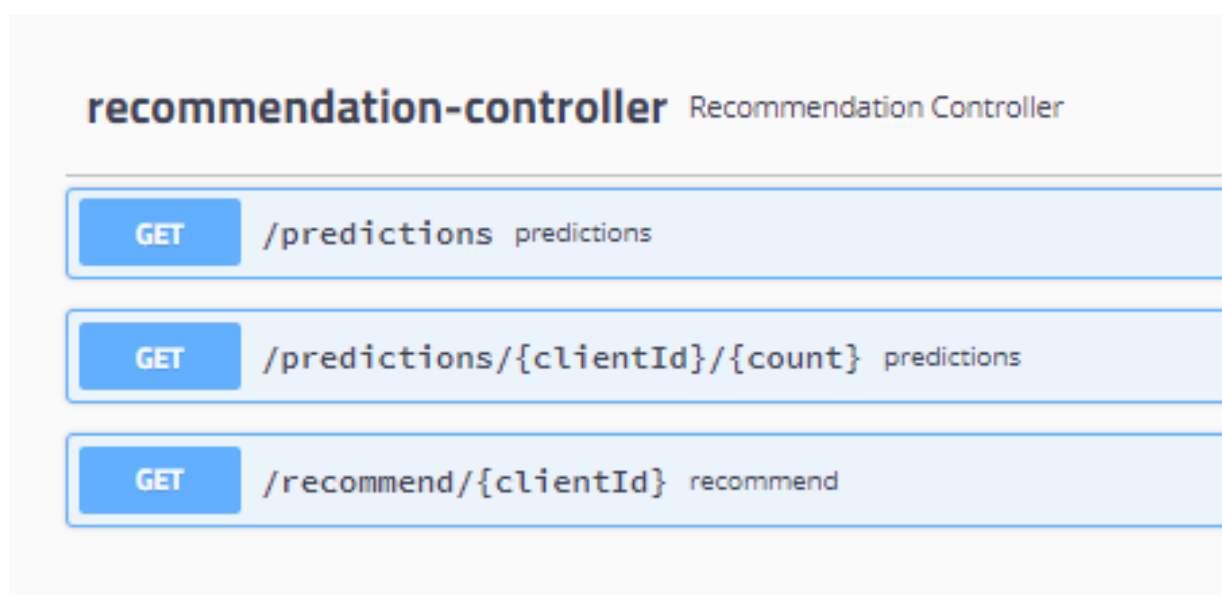 recommendation-controller Recommendation Controller
GET /predictions predictions
GET /predictions/{clientId}/{count} predictions
GET /recommend/{clientId} recommend